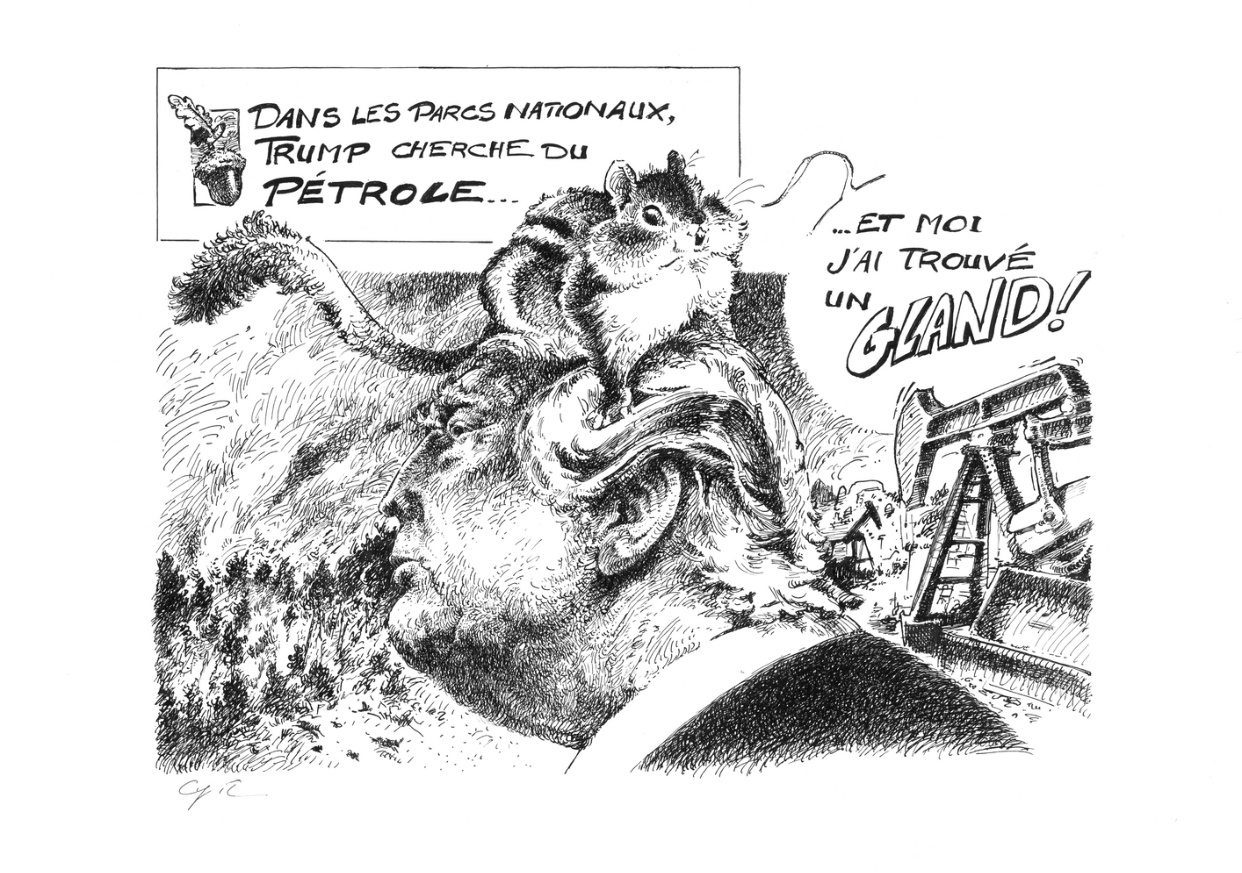 DANS LES PARCS NATIONAUX,
TRUMP CHERCHE DU
PÉTROLE...
...ET MOI
J'AI TROUVÉ
UN GLAND!